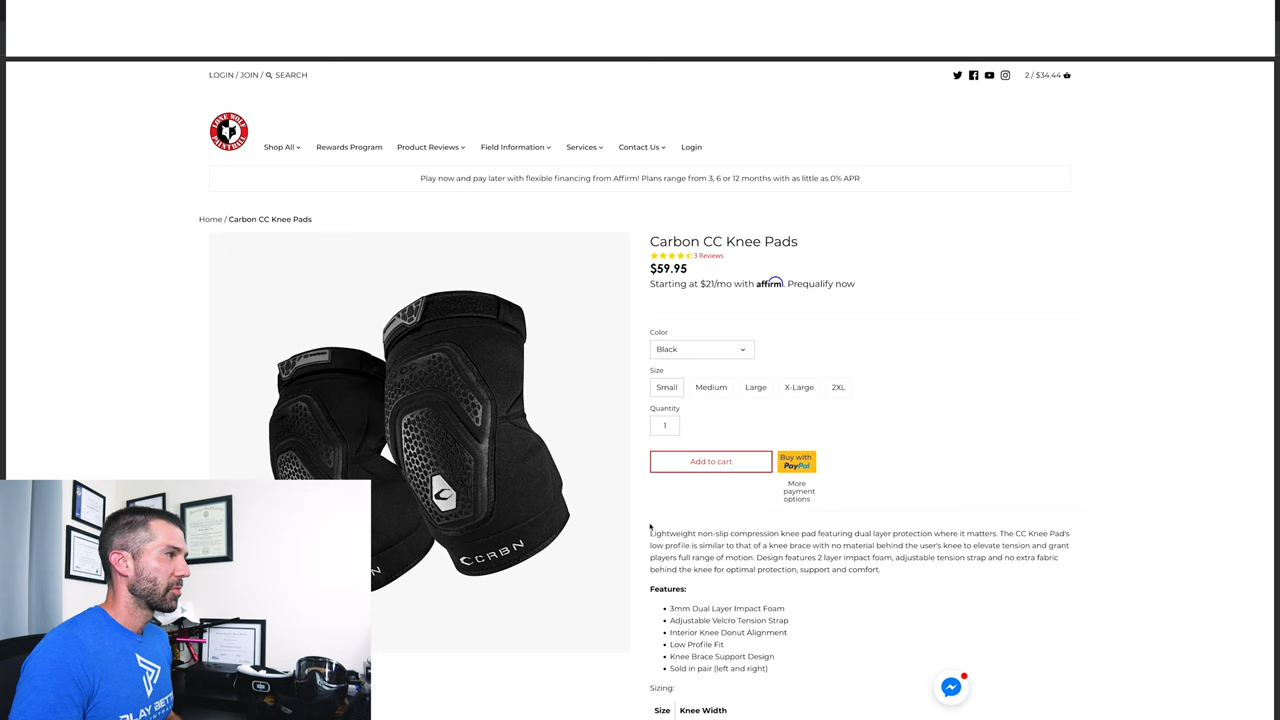 LOGIN / JOIN / SEARCH
2 / $34.44
LONE WOLF
PAINTBALL
Shop All
Rewards Program
Product Reviews
Field Information
Services
Contact Us
Login
Play now and pay later with flexible financing from Affirm! Plans range from 3, 6 or 12 months with as little as 0% APR
Home / Carbon CC Knee Pads
Carbon CC Knee Pads
3 Reviews
$59.95
Starting at $21/mo with affirm. Prequalify now
Color
Black
Size
Small
Medium
Large
X-Large
2XL
Quantity
1
Add to cart
Buy with
PayPal
More
payment
options
Lightweight non-slip compression knee pad featuring dual layer protection where it matters. The CC Knee Pad's
low profile is similar to that of a knee brace with no material behind the user's knee to elevate tension and grant
players full range of motion. Design features 2 layer impact foam, adjustable tension strap and no extra fabric
behind the knee for optimal protection, support and comfort.
Features:
3mm Dual Layer Impact Foam
Adjustable Velcro Tension Strap
Interior Knee Donut Alignment
Low Profile Fit
Knee Brace Support Design
Sold in pair (left and right)
Sizing:
Size
Knee Width
CRBN
PLAY BETTER